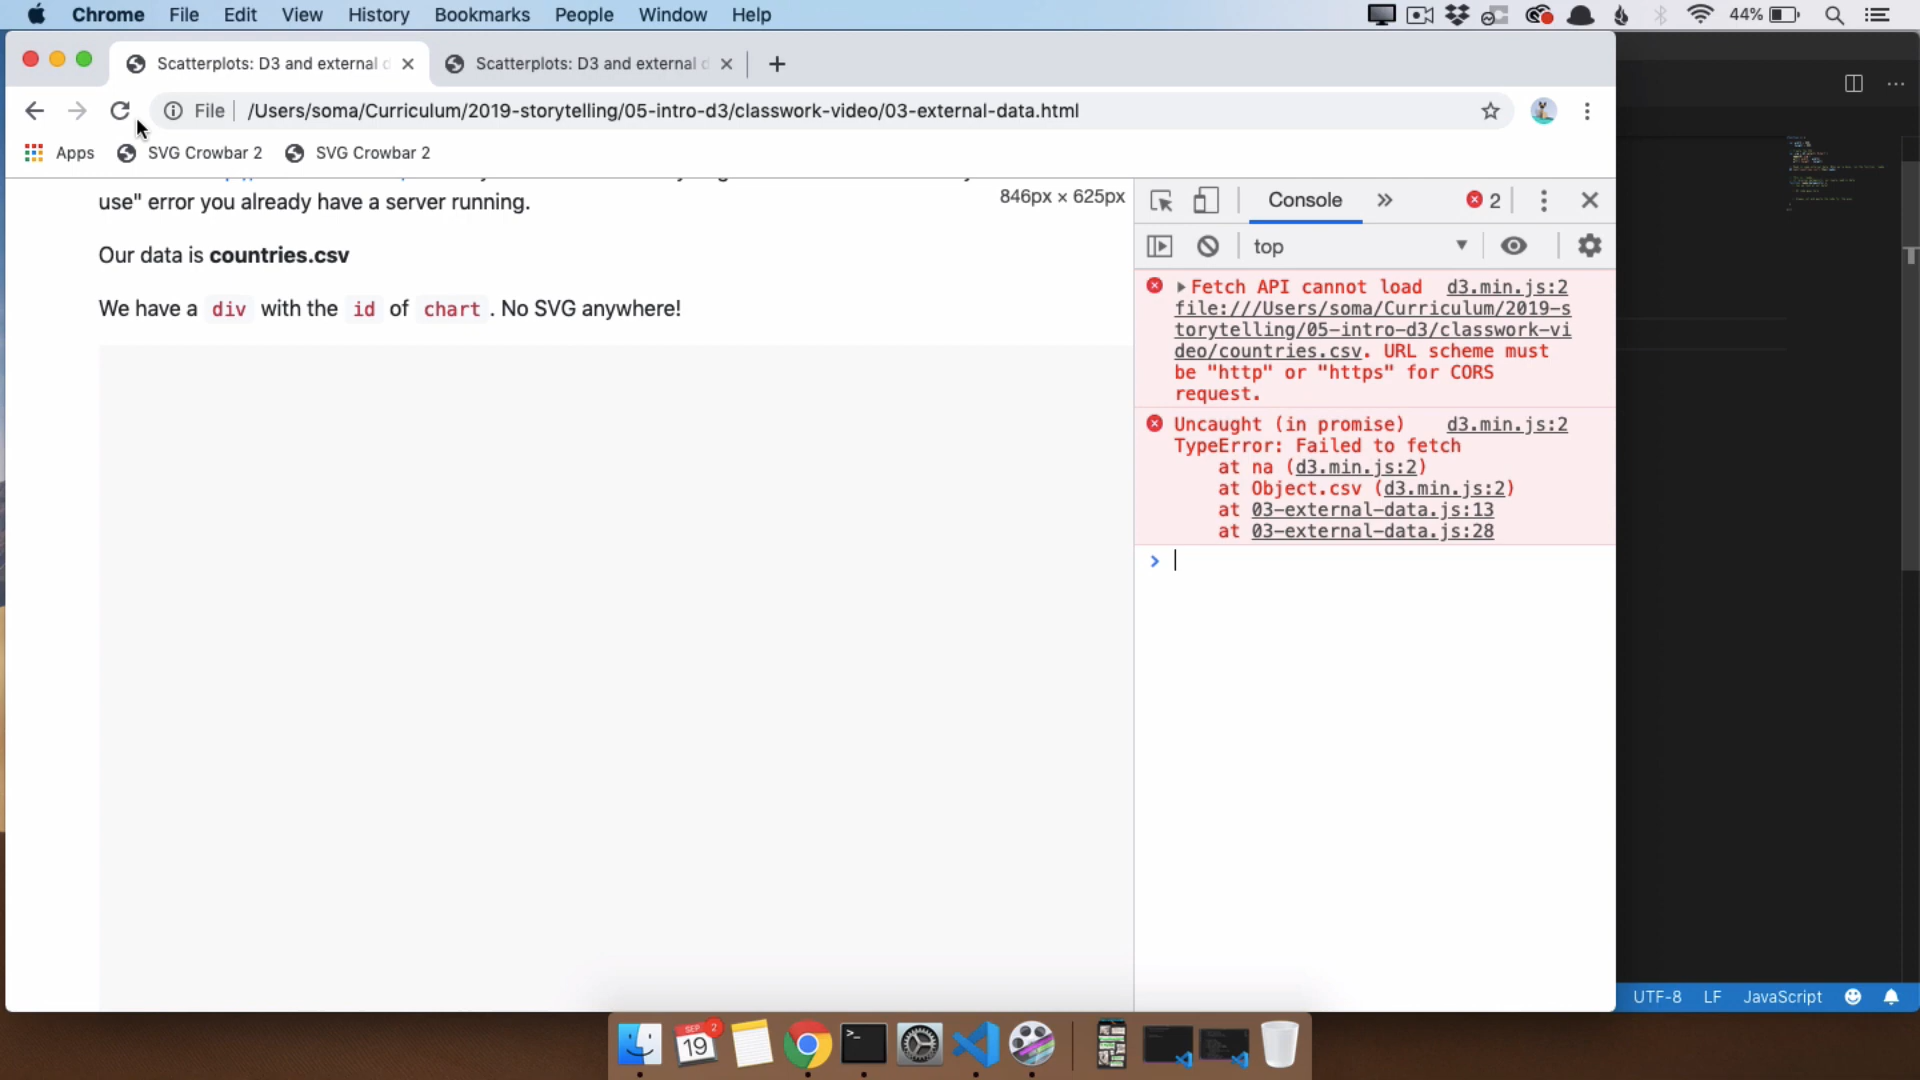 Chrome File Edit View History Bookmarks People Window Help 44%
Scatterplots: D3 and external d Scatterplots: D3 and external d
File /Users/soma/Curriculum/2019-storytelling/05-intro-d3/classwork-video/03-external-data.html
Apps SVG Crowbar 2 SVG Crowbar 2
use" error you already have a server running.
846px × 625px
Our data is countries.csv
We have a div with the id of chart. No SVG anywhere!
Console 2
top
Fetch API cannot load d3.min.js:2
file:///Users/soma/Curriculum/2019-s
torytelling/05-intro-d3/classwork-vi
deo/countries.csv. URL scheme must
be "http" or "https" for CORS
request.
Uncaught (in promise) d3.min.js:2
TypeError: Failed to fetch
at na (d3.min.js:2)
at Object.csv (d3.min.js:2)
at 03-external-data.js:13
at 03-external-data.js:28
UTF-8 LF JavaScript
SEP 2
19